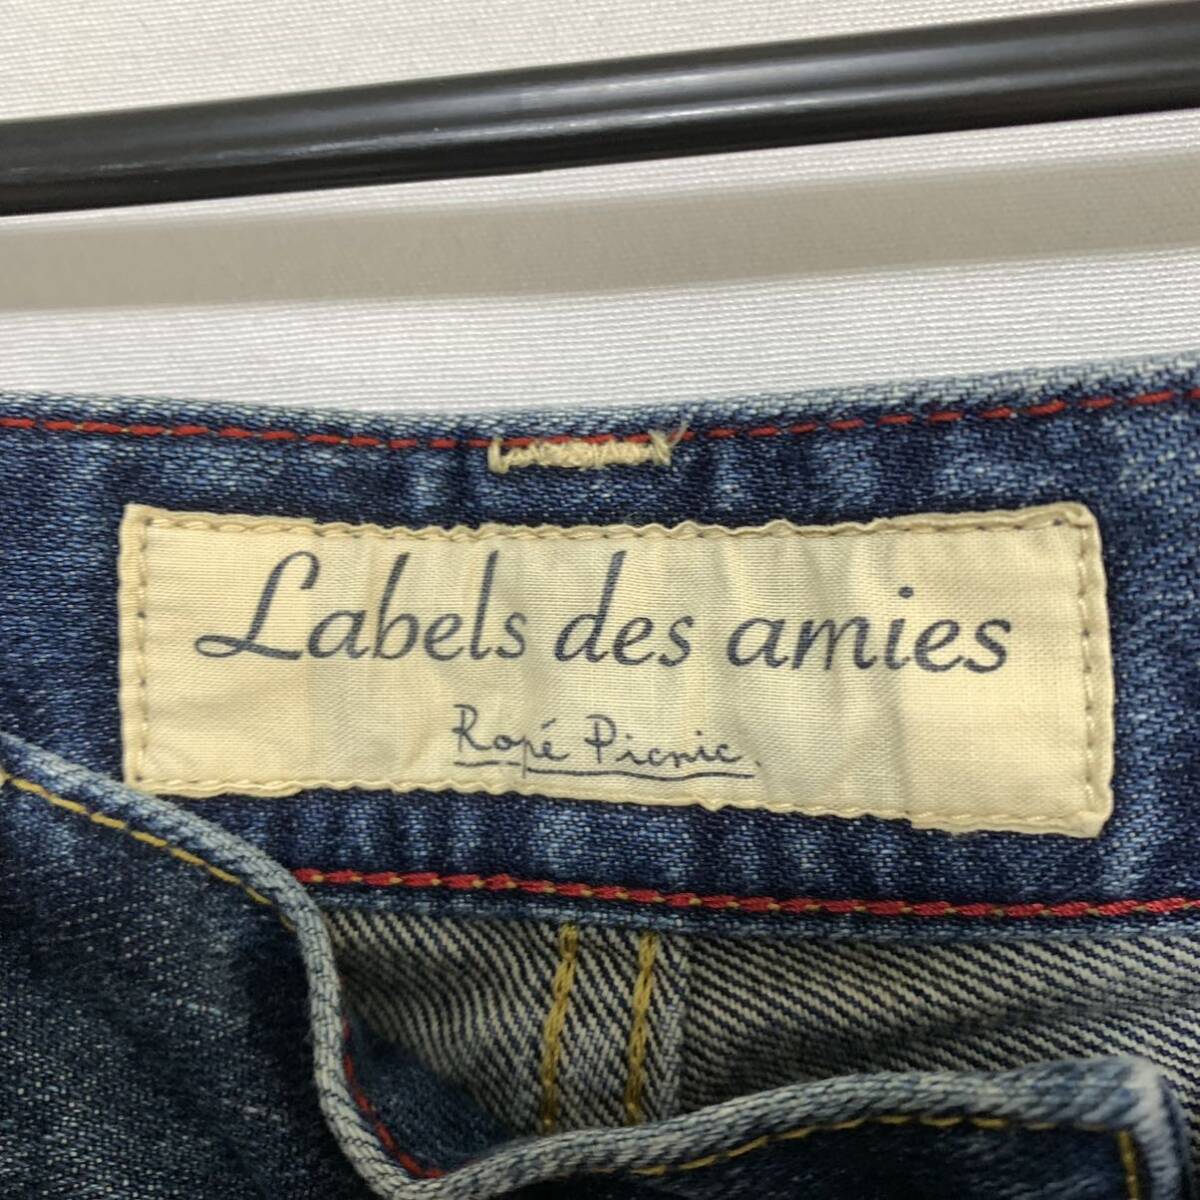 Labels des amies
Ropé Picnic.